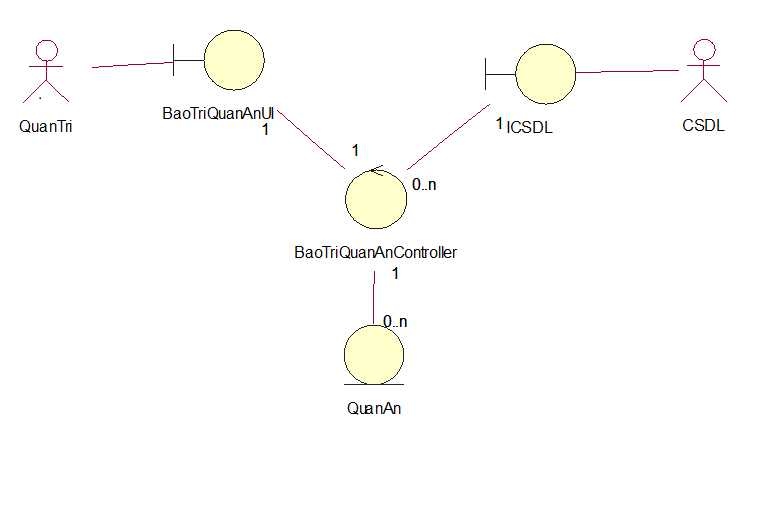 QuanTri
BaoTriQuanAnUI
1
1
ICSDL
1
0..n
CSDL
BaoTriQuanAnController
1
0..n
QuanAn